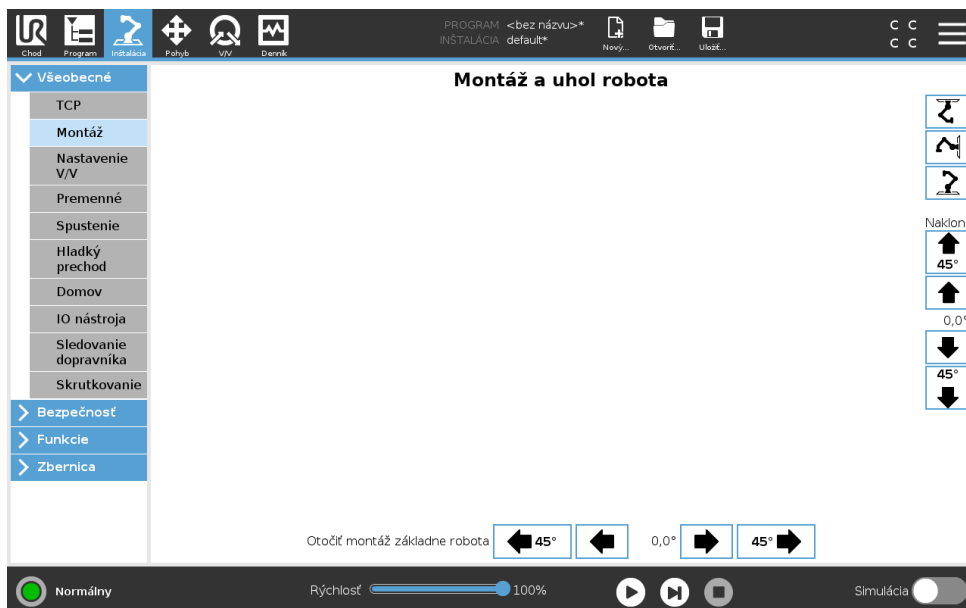 PROGRAM <bez názvu>*
INŠTALÁCIA default*
Chod
Program
Inštalácia
Pohyb
V/V
Denník
Nový...
Otvoriť...
Uložiť...
C C
C C
Všeobecné
TCP
Montáž
Nastavenie
V/V
Premenné
Spustenie
Hladký
prechod
Domov
IO nástroja
Sledovanie
dopravníka
Skrutkovanie
Bezpečnosť
Funkcie
Zbernica
Montáž a uhol robota
Naklon
45°
0,0°
45°
Otočiť montáž základne robota
45°
0,0°
45°
Normálny
Rýchlosť
100%
Simulácia